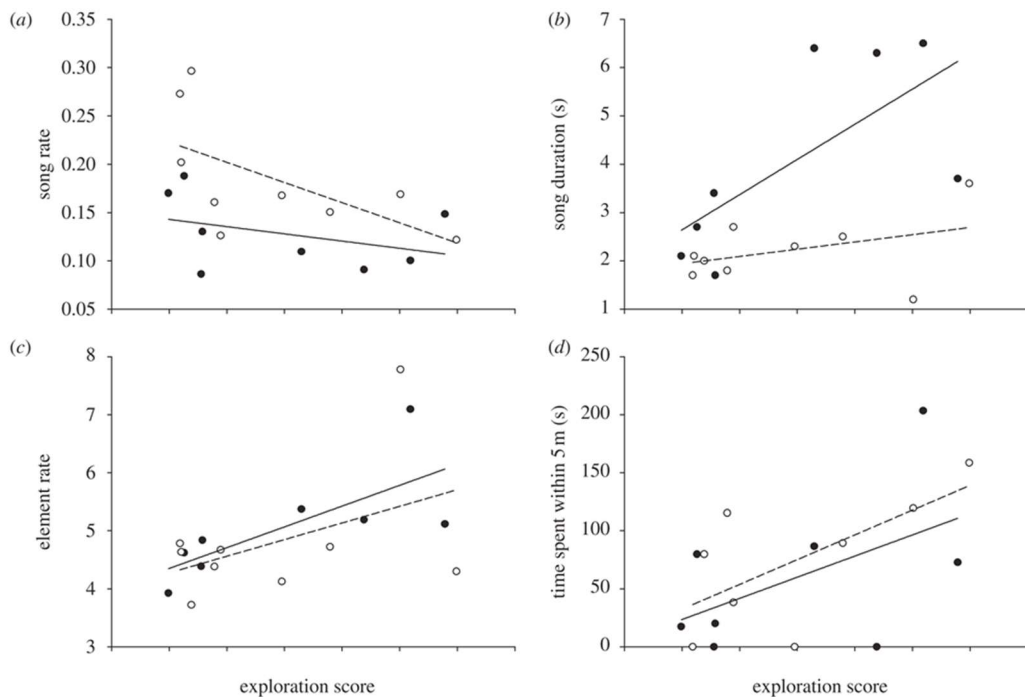 (a)
0.35
0.30
0.25
0.20
0.15
0.10
0.05
song rate
(b)
7
6
5
4
3
2
1
song duration (s)
(c)
8
7
6
5
4
3
element rate
exploration score
(d)
250
200
150
100
50
0
time spent within 5 m (s)
exploration score